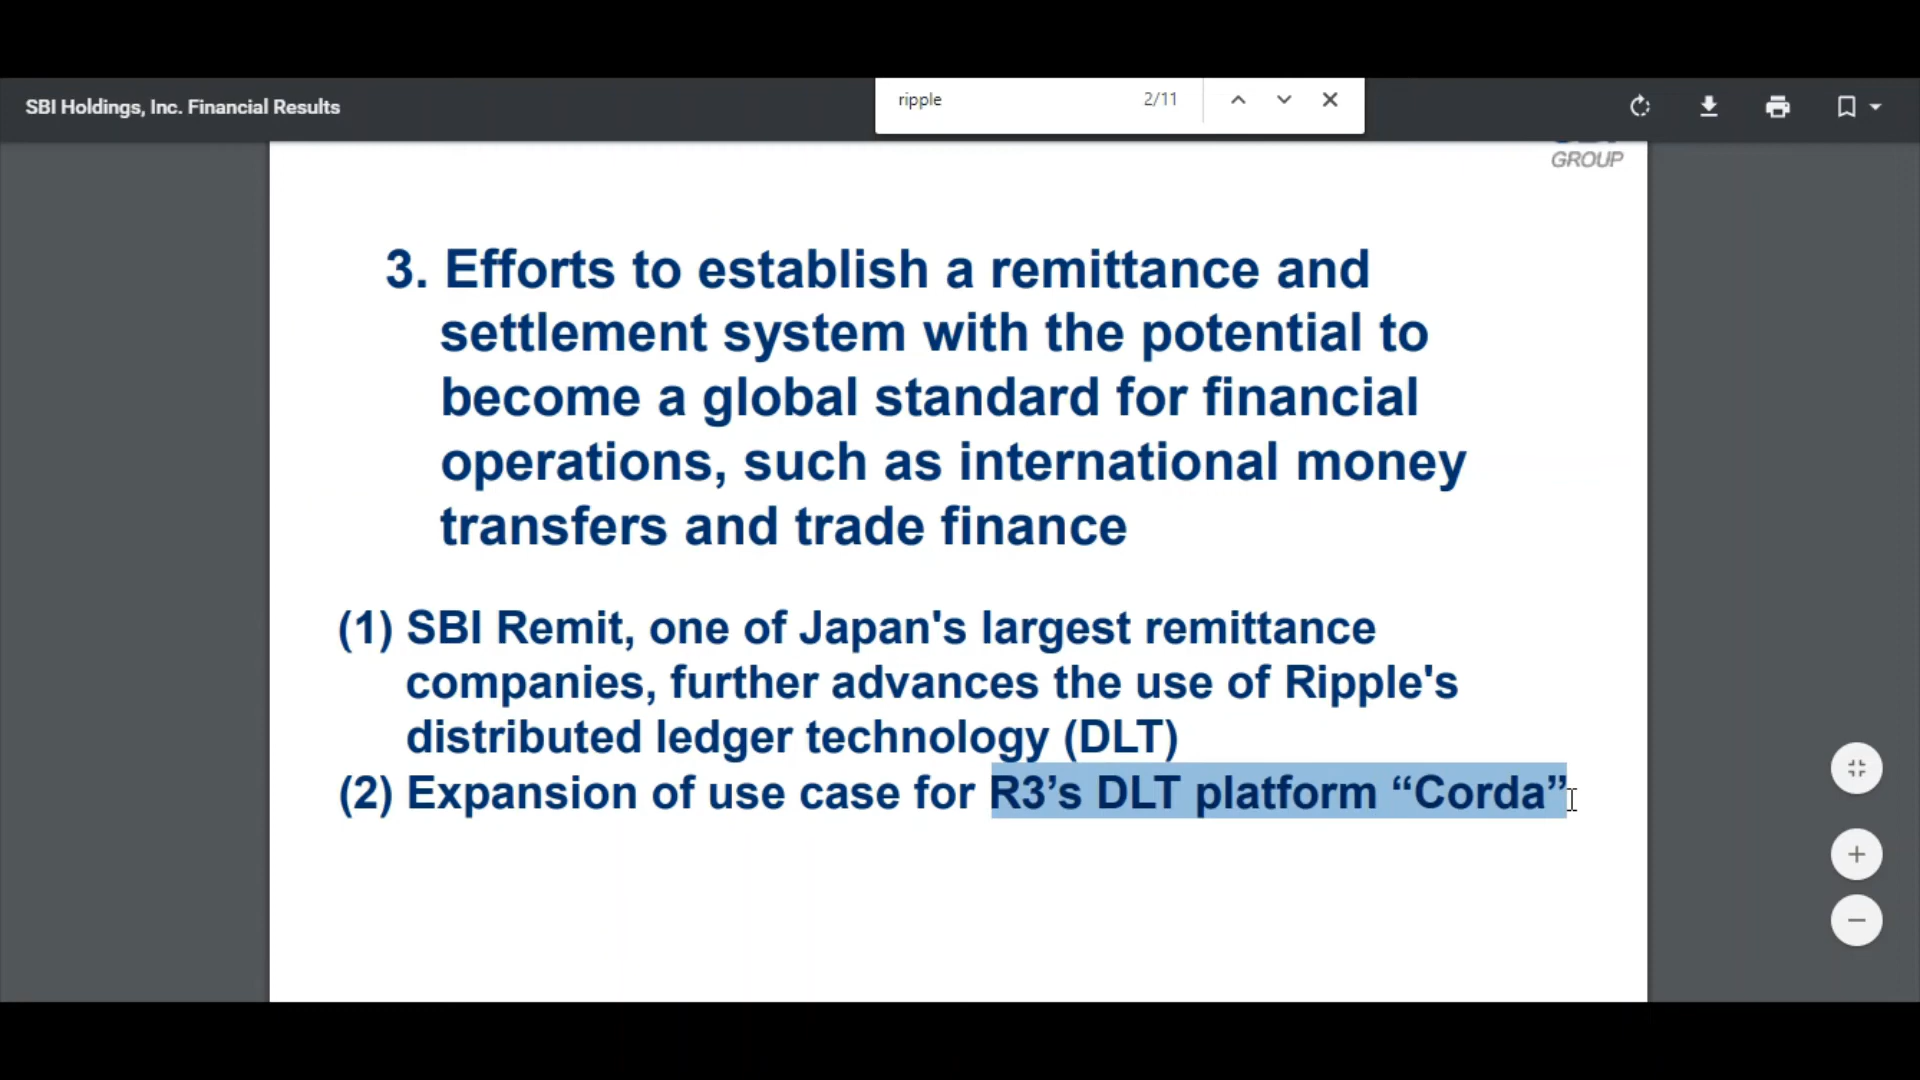 SBI Holdings, Inc. Financial Results
ripple 2/11
GROUP
3. Efforts to establish a remittance and
settlement system with the potential to
become a global standard for financial
operations, such as international money
transfers and trade finance
(1) SBI Remit, one of Japan's largest remittance
companies, further advances the use of Ripple's
distributed ledger technology (DLT)
(2) Expansion of use case for R3’s DLT platform “Corda”